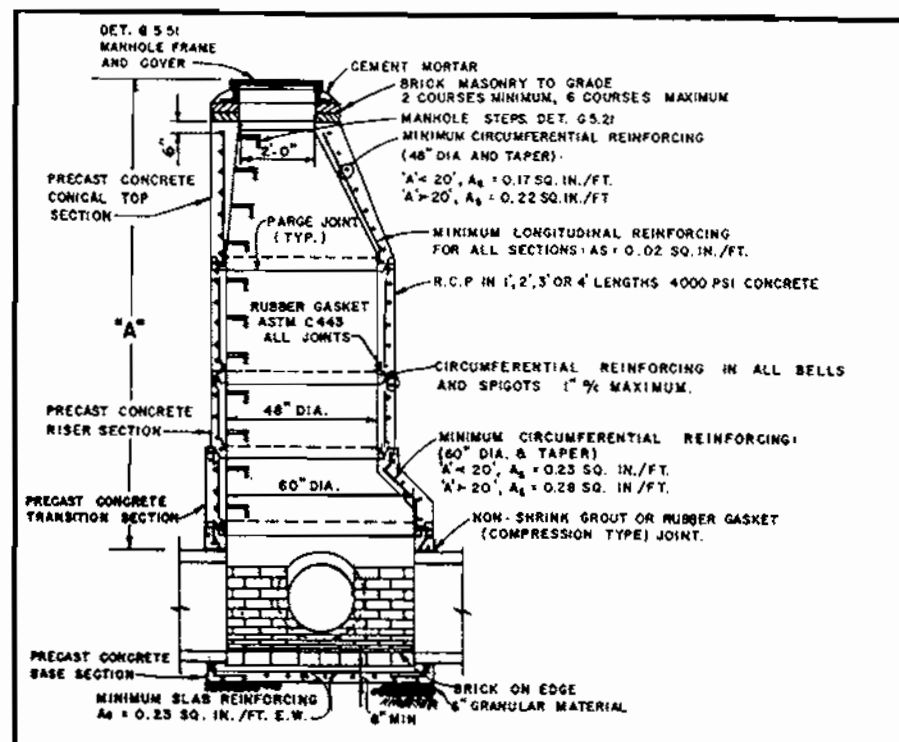 DET. G 5.51
MANHOLE FRAME
AND COVER
CEMENT MORTAR
BRICK MASONRY TO GRADE
2 COURSES MINIMUM, 6 COURSES MAXIMUM
MANHOLE STEPS. DET. G5.21
MINIMUM CIRCUMFERENTIAL REINFORCING
(48" DIA AND TAPER).
'A'< 20', As = 0.17 SQ. IN./FT.
'A'> 20', As = 0.22 SQ. IN./FT
6"
2'-0"
PRECAST CONCRETE
CONICAL TOP
SECTION
PARGE JOINT
(TYP.)
MINIMUM LONGITUDINAL REINFORCING
FOR ALL SECTIONS: AS = 0.02 SQ. IN./FT.
R.C.P IN 1', 2', 3' OR 4' LENGTHS 4000 PSI CONCRETE
"A"
RUBBER GASKET
ASTM C 443
ALL JOINTS
CIRCUMFERENTIAL REINFORCING IN ALL BELLS
AND SPIGOTS 1" % MAXIMUM.
PRECAST CONCRETE
RISER SECTION
48" DIA.
MINIMUM CIRCUMFERENTIAL REINFORCING:
(60" DIA. & TAPER)
'A'< 20', As = 0.23 SQ. IN./FT.
'A'> 20', As = 0.28 SQ. IN/FT.
60" DIA.
PRECAST CONCRETE
TRANSITION SECTION
NON-SHRINK GROUT OR RUBBER GASKET
(COMPRESSION TYPE) JOINT.
PRECAST CONCRETE
BASE SECTION
MINIMUM SLAB REINFORCING
As = 0.23 SQ. IN./FT. E.W.
6" MIN
BRICK ON EDGE
6" GRANULAR MATERIAL